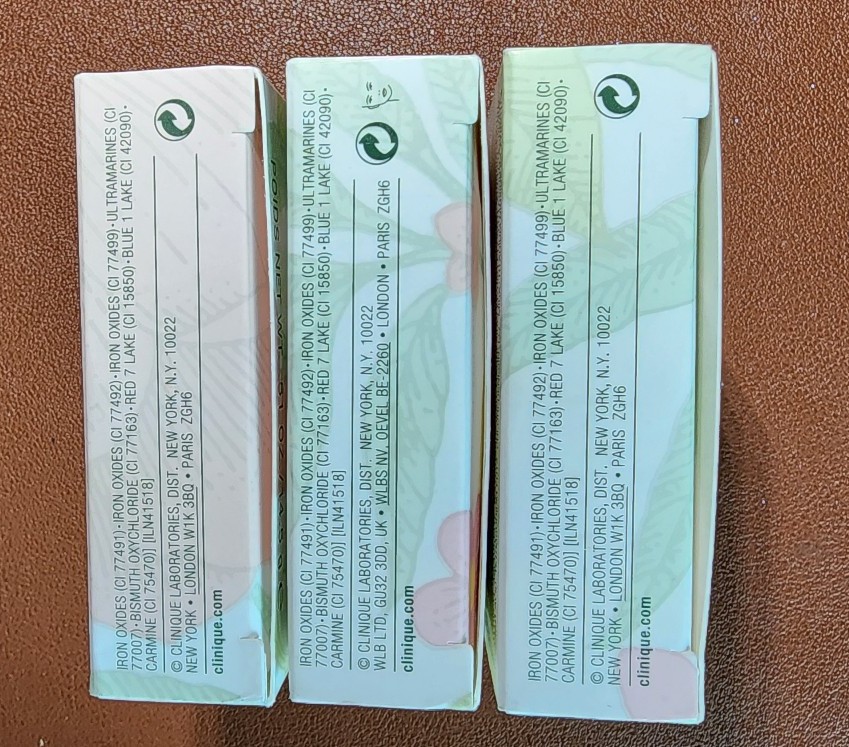 IRON OXIDES (CI 77491)•IRON OXIDES (CI 77492)•IRON OXIDES (CI 77499)•ULTRAMARINES (CI
77007)•BISMUTH OXYCHLORIDE (CI 77163)•RED 7 LAKE (CI 15850)•BLUE 1 LAKE (CI 42090)•
CARMINE (CI 75470)] [ILN41518]
© CLINIQUE LABORATORIES, DIST. NEW YORK, N.Y. 10022
NEW YORK • LONDON W1K 3BQ • PARIS ZGH6
clinique.com
POIDS NET WT.
IRON OXIDES (CI 77491)•IRON OXIDES (CI 77492)•IRON OXIDES (CI 77499)•ULTRAMARINES (CI
77007)•BISMUTH OXYCHLORIDE (CI 77163)•RED 7 LAKE (CI 15850)•BLUE 1 LAKE (CI 42090)•
CARMINE (CI 75470)] [ILN41518]
© CLINIQUE LABORATORIES, DIST. NEW YORK, N.Y. 10022
WLB LTD, GU32 3DD, UK • WLBS NV. OEVEL BE-2260 • LONDON • PARIS ZGH6
clinique.com
IRON OXIDES (CI 77491)•IRON OXIDES (CI 77492)•IRON OXIDES (CI 77499)•ULTRAMARINES (CI
77007)•BISMUTH OXYCHLORIDE (CI 77163)•RED 7 LAKE (CI 15850)•BLUE 1 LAKE (CI 42090)•
CARMINE (CI 75470)] [ILN41518]
© CLINIQUE LABORATORIES, DIST. NEW YORK, N.Y. 10022
NEW YORK • LONDON W1K 3BQ • PARIS ZGH6
clinique.com